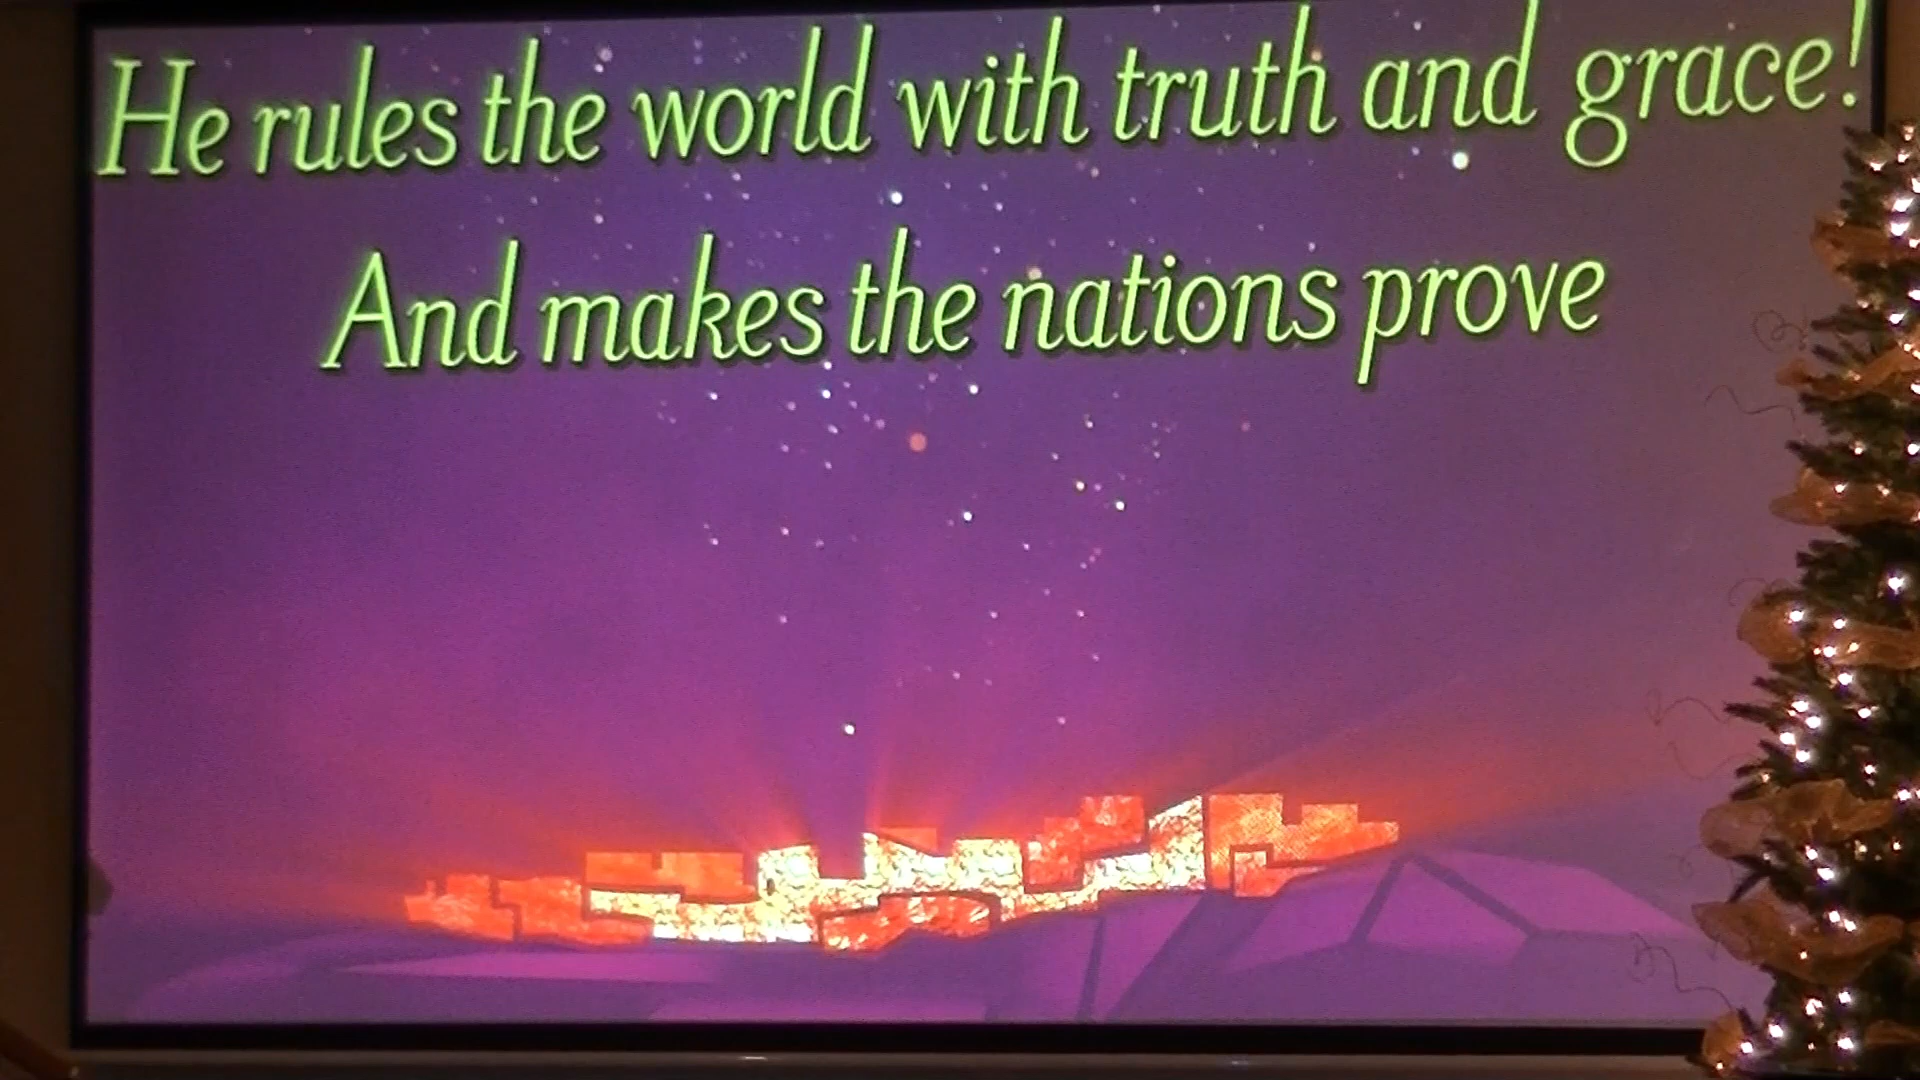 He rules the world with truth and grace!
And makes the nations prove